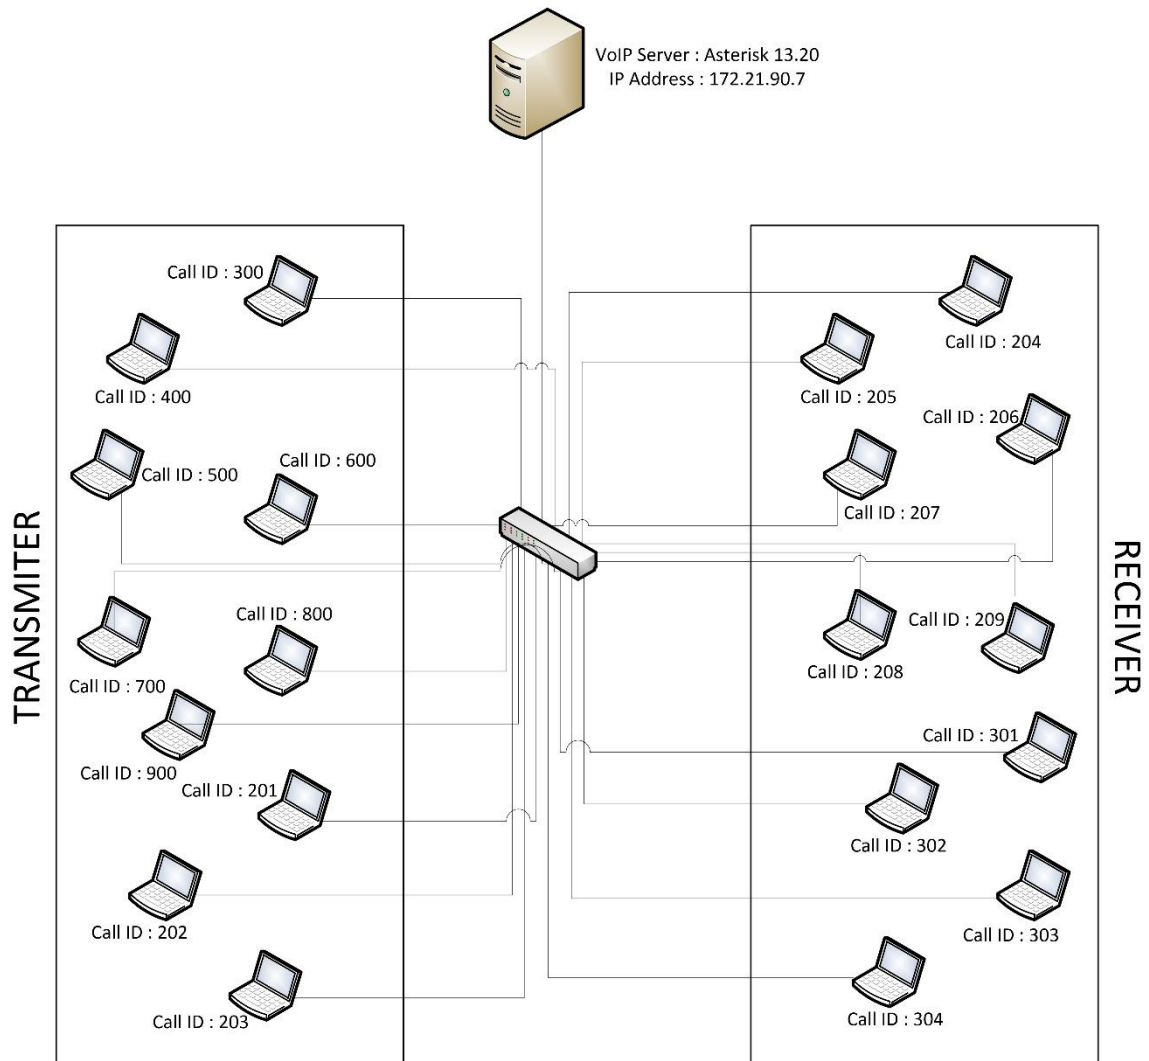 VoIP Server : Asterisk 13.20
IP Address : 172.21.90.7
TRANSMITER
Call ID : 300
Call ID : 400
Call ID : 500
Call ID : 600
Call ID : 700
Call ID : 800
Call ID : 900
Call ID : 201
Call ID : 202
Call ID : 203
RECEIVER
Call ID : 204
Call ID : 205
Call ID : 206
Call ID : 207
Call ID : 208
Call ID : 209
Call ID : 301
Call ID : 302
Call ID : 303
Call ID : 304